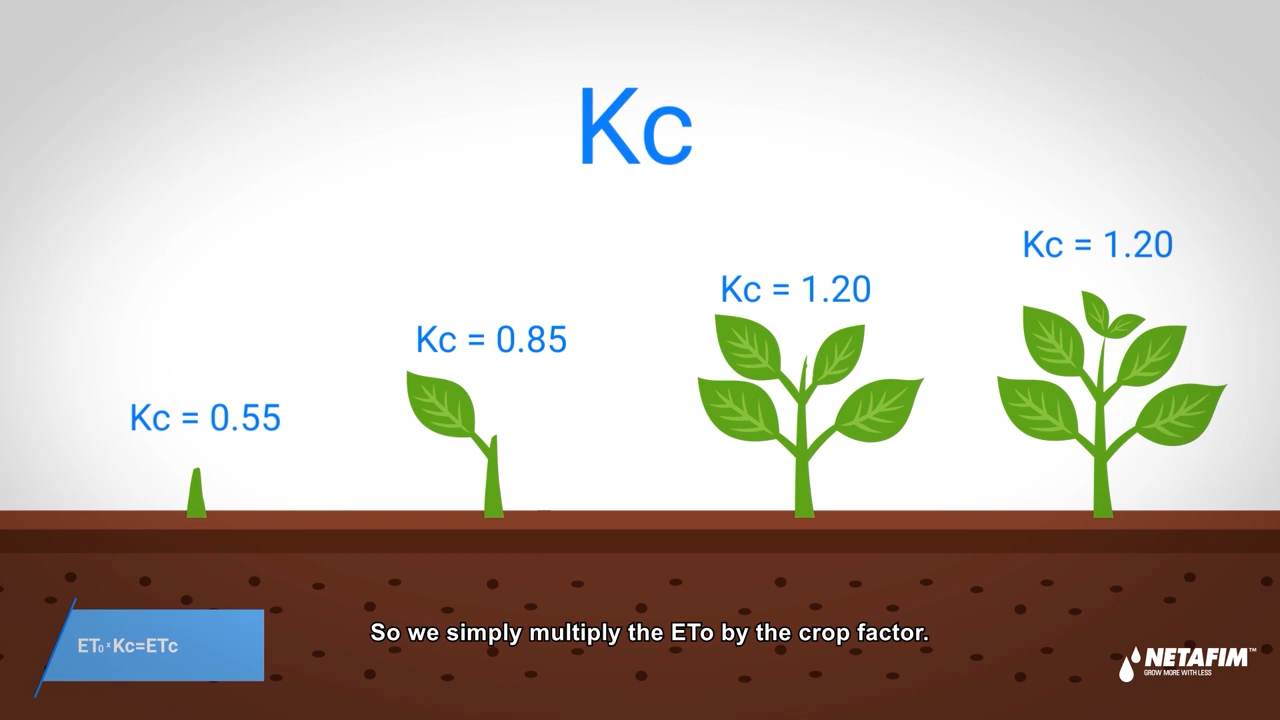 Kc
Kc = 1.20
Kc = 1.20
Kc = 0.85
Kc = 0.55
So we simply multiply the ETo by the crop factor.
ET₀ x Kc=ETc
NETAFIM™
GROW MORE WITH LESS